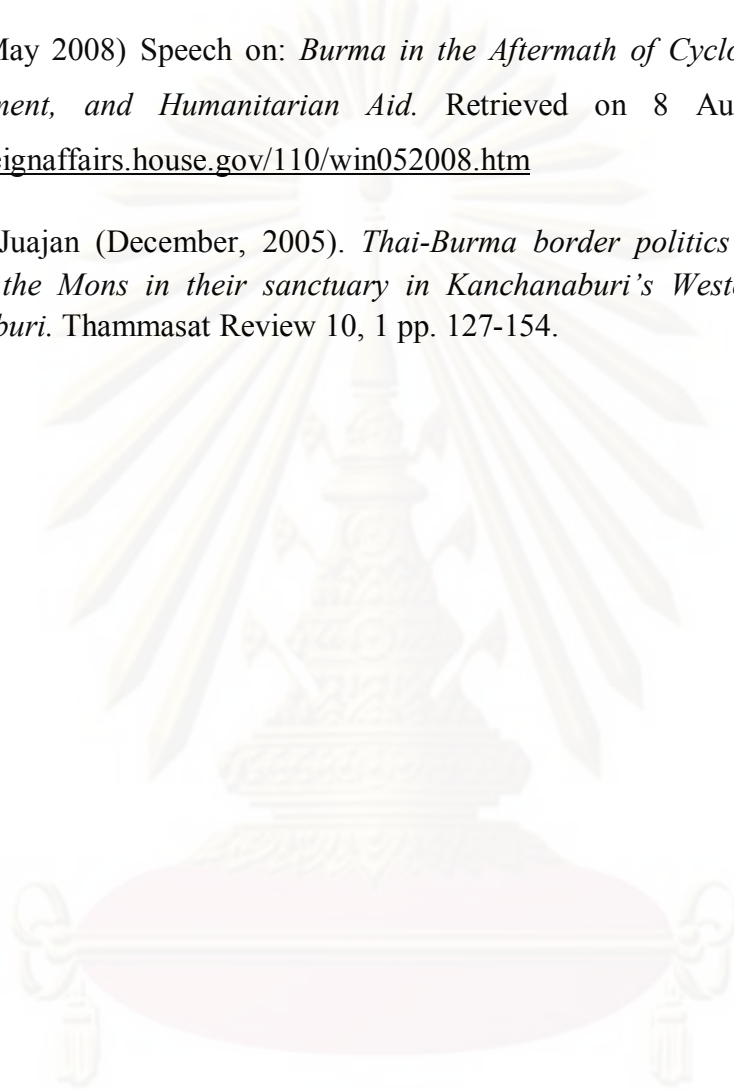 May 2008) Speech on: Burma in the Aftermath of Cyclo
ment, and Humanitarian Aid. Retrieved on 8 Au
eignaffairs.house.gov/110/win052008.htm
Juajan (December, 2005). Thai-Burma border politics
the Mons in their sanctuary in Kanchanaburi’s West
buri. Thammasat Review 10, 1 pp. 127-154.